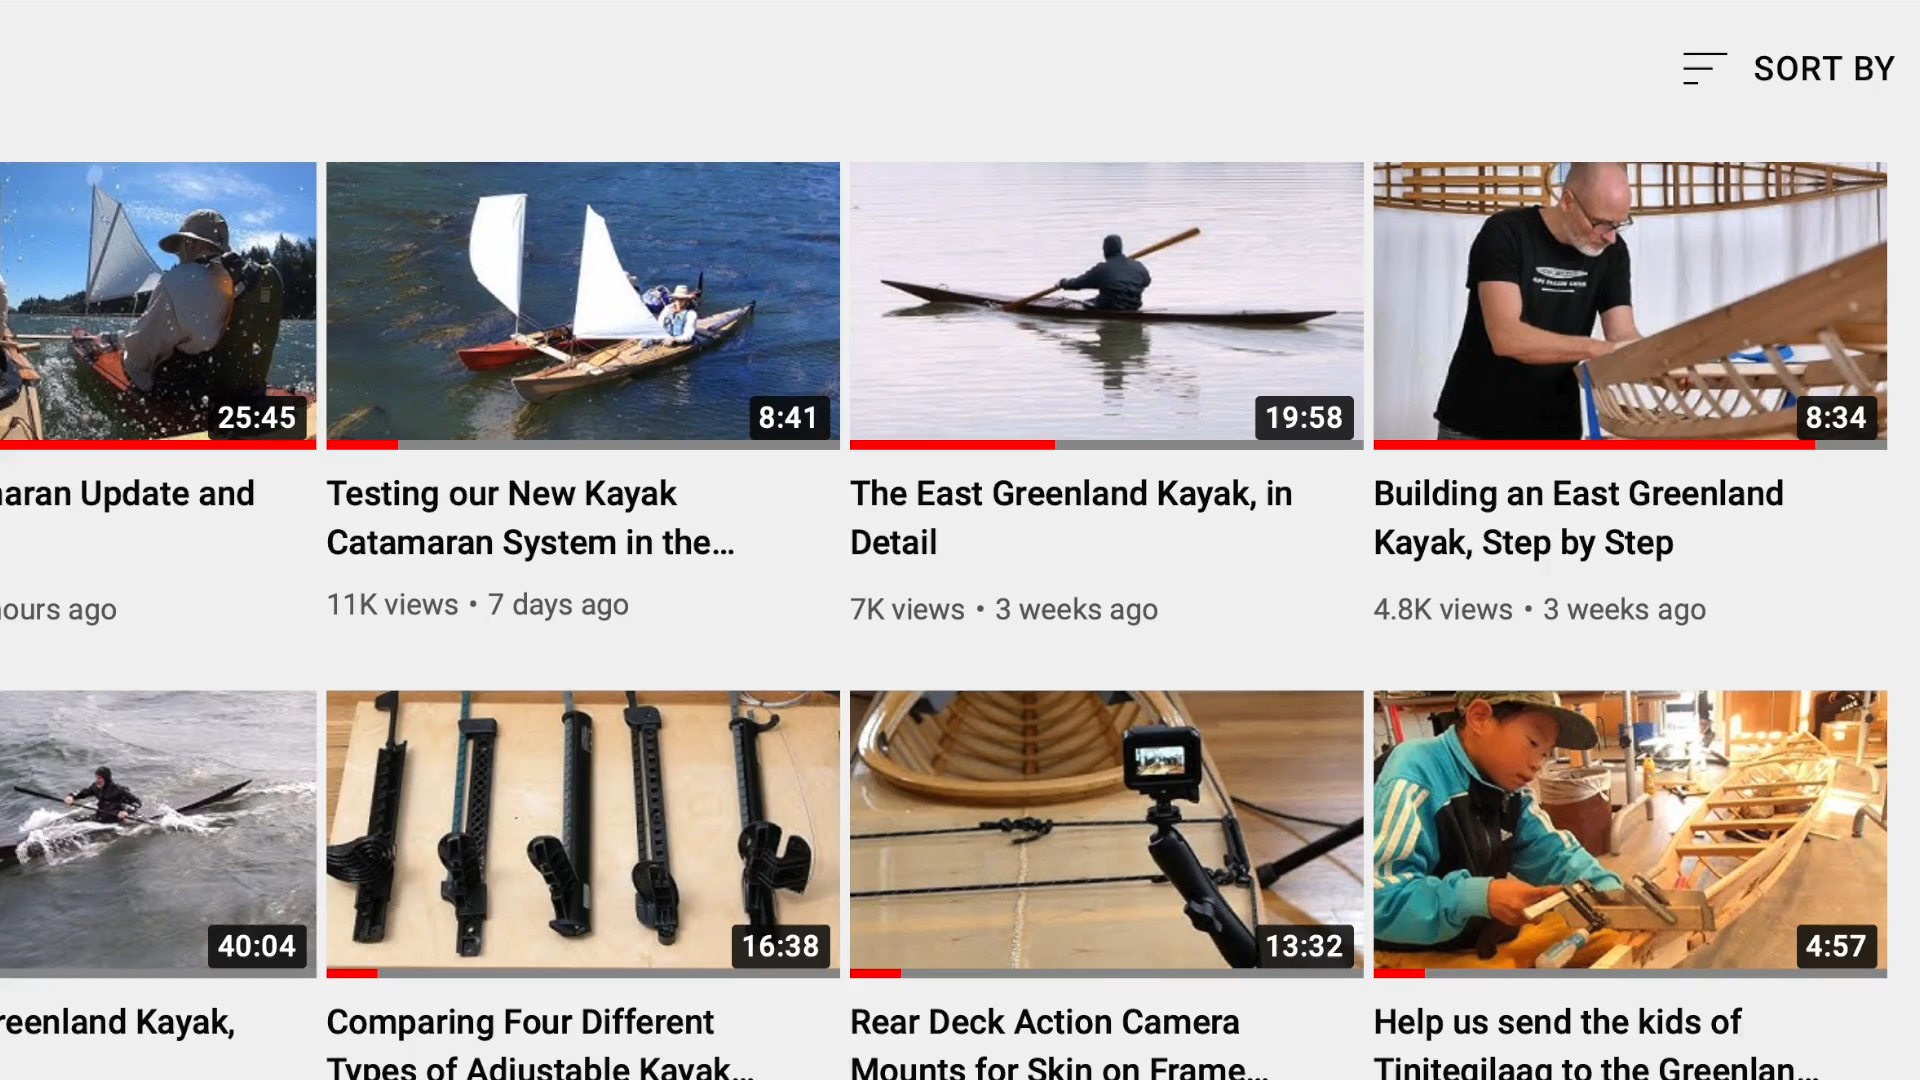 SORT BY
25:45
8:41
19:58
8:34
aran Update and
Testing our New Kayak
Catamaran System in the...
The East Greenland Kayak, in
Detail
Building an East Greenland
Kayak, Step by Step
ours ago
11K views • 7 days ago
7K views • 3 weeks ago
4.8K views • 3 weeks ago
40:04
16:38
13:32
4:57
reenland Kayak,
Comparing Four Different
Types of Adjustable Kayak...
Rear Deck Action Camera
Mounts for Skin on Frame...
Help us send the kids of
Tiniteqilaaq to the Greenlan...